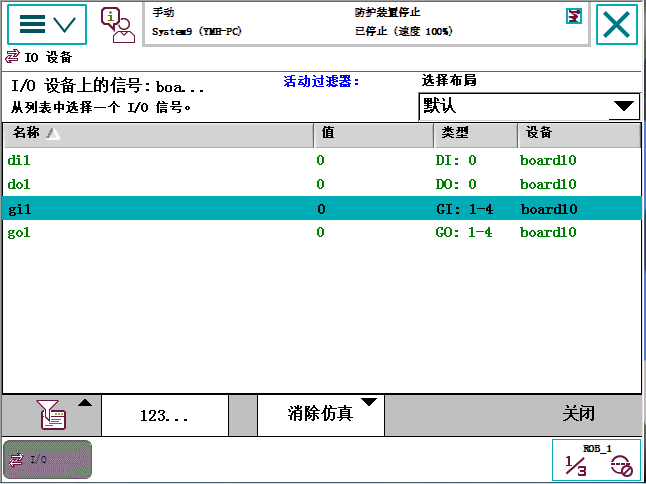 手动
防护装置停止
System9 (YMH-PC)
已停止 (速度 100%)
IO 设备
I/O 设备上的信号: boa...
活动过滤器:
选择布局
从列表中选择一个 I/O 信号。
默认
名称 值 类型 设备
di1 0 DI: 0 board10
do1 0 DO: 0 board10
gi1 0 GI: 1-4 board10
go1 0 GO: 1-4 board10
123... 消除仿真 关闭
I/O
ROB_1
1/3